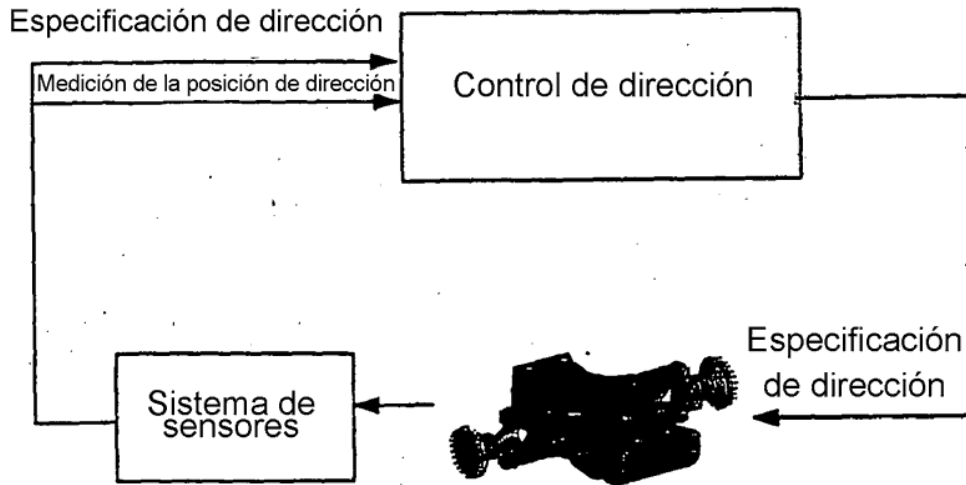 Especificación de dirección
Medición de la posición de dirección
Control de dirección
Especificación
de dirección
Sistema de
sensores